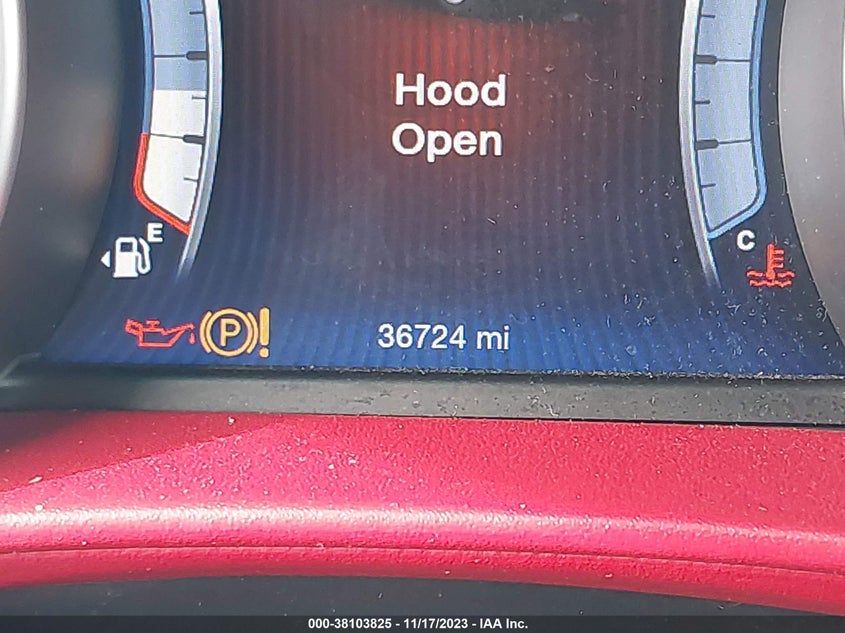 Hood
Open
E
C
P !
36724 mi
000-38103825 - 11/17/2023 - IAA Inc.